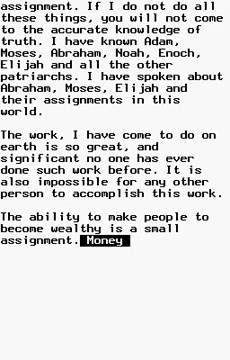 assignment. If I do not do all
these things, you will not come
to the accurate knowledge of
truth. I have known Adam,
Moses, Abraham, Noah, Enoch,
Elijah and all the other
patriarchs. I have spoken about
Abraham, Moses, Elijah and
their assignments in this
world.
The work, I have come to do on
earth is so great, and
significant no one has ever
done such work before. It is
also impossible for any other
person to accomplish this work.
The ability to make people to
become wealthy is a small
assignment. Money